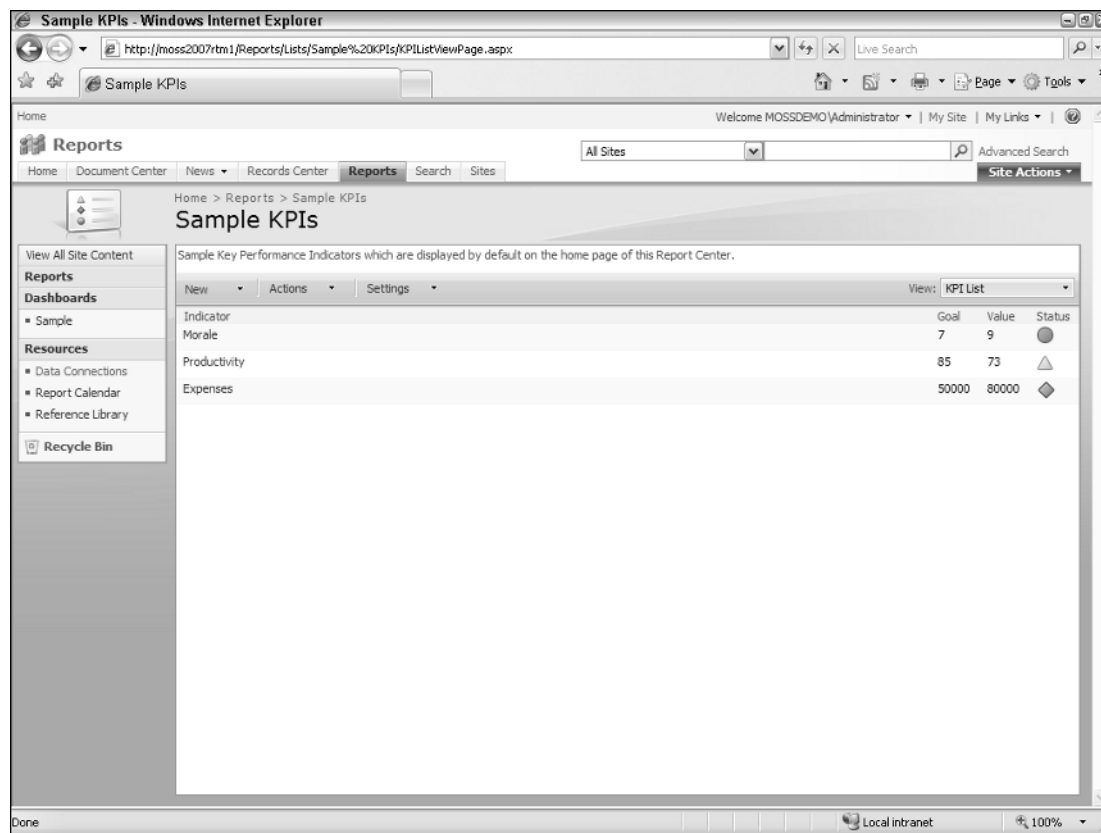 Sample KPIs - Windows Internet Explorer
http://moss2007rtm1/Reports/Lists/Sample%20KPIs/KPIListViewPage.aspx
Live Search
Sample KPIs
Page
Tools
Home
Welcome MOSSDEMO\Administrator | My Site | My Links |
Reports
All Sites
Advanced Search
Home Document Center News Records Center Reports Search Sites
Site Actions
Home > Reports > Sample KPIs
Sample KPIs
View All Site Content
Reports
Dashboards
Sample
Resources
Data Connections
Report Calendar
Reference Library
Recycle Bin
Sample Key Performance Indicators which are displayed by default on the home page of this Report Center.
New Actions Settings View: KPI List
Indicator Goal Value Status
Morale 7 9
Productivity 85 73
Expenses 50000 80000
Done
Local intranet
100%